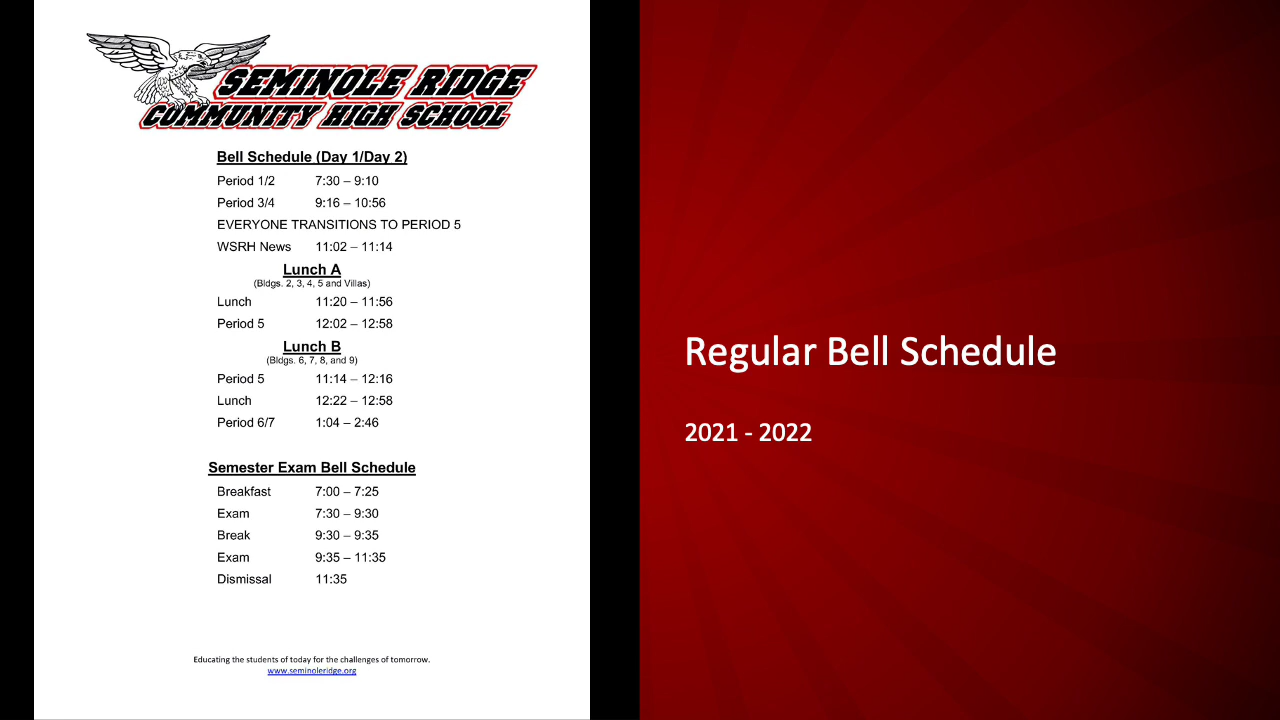 SEMINOLE RIDGE
COMMUNITY HIGH SCHOOL
Bell Schedule (Day 1/Day 2)
Period 1/2 7:30 – 9:10
Period 3/4 9:16 – 10:56
EVERYONE TRANSITIONS TO PERIOD 5
WSRH News 11:02 – 11:14
Lunch A
(Bldgs. 2, 3, 4, 5 and Villas)
Lunch 11:20 – 11:56
Period 5 12:02 – 12:58
Lunch B
(Bldgs. 6, 7, 8, and 9)
Period 5 11:14 – 12:16
Lunch 12:22 – 12:58
Period 6/7 1:04 – 2:46
Semester Exam Bell Schedule
Breakfast 7:00 – 7:25
Exam 7:30 – 9:30
Break 9:30 – 9:35
Exam 9:35 – 11:35
Dismissal 11:35
Educating the students of today for the challenges of tomorrow.
www.seminoleridge.org
Regular Bell Schedule
2021 - 2022